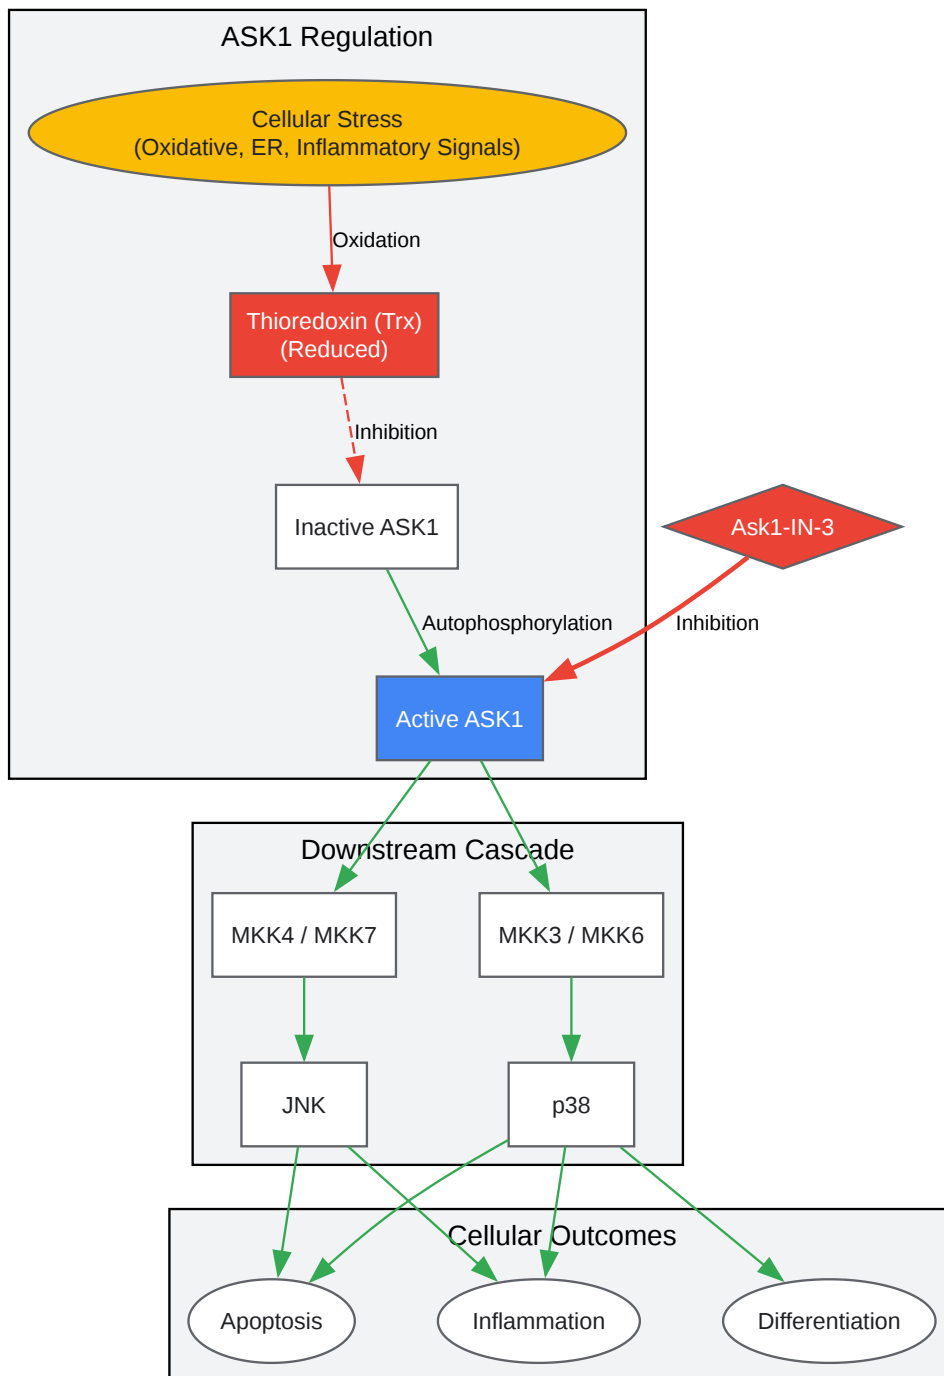 ASK1 Regulation
Cellular Stress
(Oxidative, ER, Inflammatory Signals)
Oxidation
Thioredoxin (Trx)
(Reduced)
Inhibition
Inactive ASK1
Ask1-IN-3
Autophosphorylation
Inhibition
Active ASK1
Downstream Cascade
MKK4 / MKK7
MKK3 / MKK6
JNK
p38
Cellular Outcomes
Apoptosis
Inflammation
Differentiation